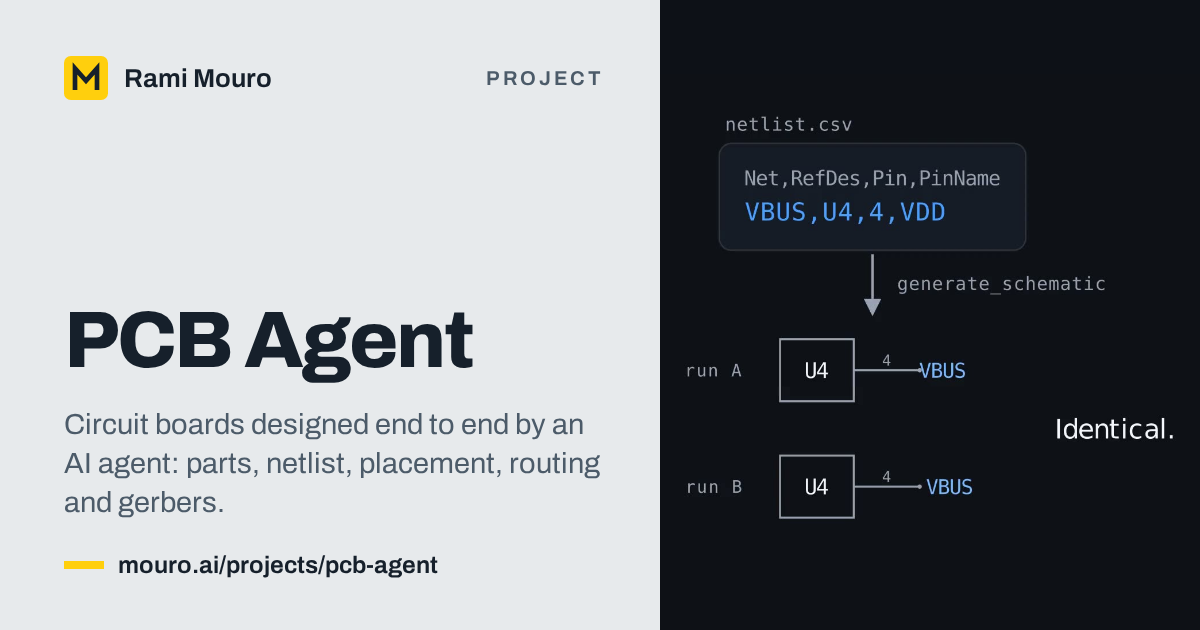 M
Rami Mouro
PROJECT
PCB Agent
Circuit boards designed end to end by an
AI agent: parts, netlist, placement, routing
and gerbers.
mouro.ai/projects/pcb-agent
netlist.csv
Net,RefDes,Pin,PinName
VBUS,U4,4,VDD
generate_schematic
run A
U4
4
VBUS
Identical.
run B
U4
4
VBUS